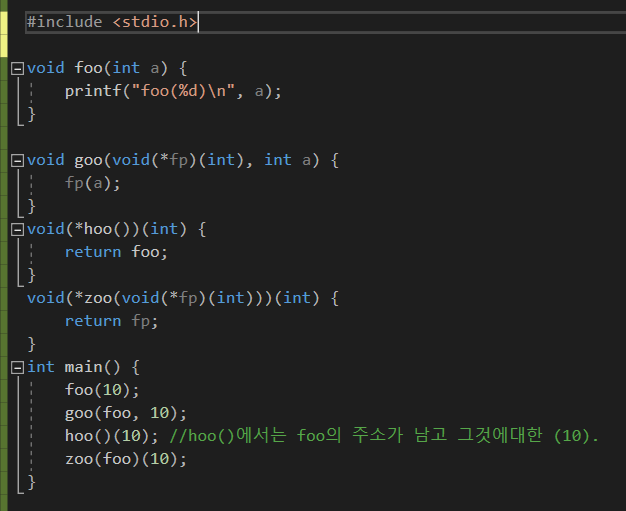 #include <stdio.h>
void foo(int a) {
printf("foo(%d)\n", a);
}
void goo(void(*fp)(int), int a) {
fp(a);
}
void(*hoo())(int) {
return foo;
}
void(*zoo(void(*fp)(int)))(int) {
return fp;
}
int main() {
foo(10);
goo(foo, 10);
hoo()(10); //hoo()에서는 foo의 주소가 남고 그것에대한 (10).
zoo(foo)(10);
}